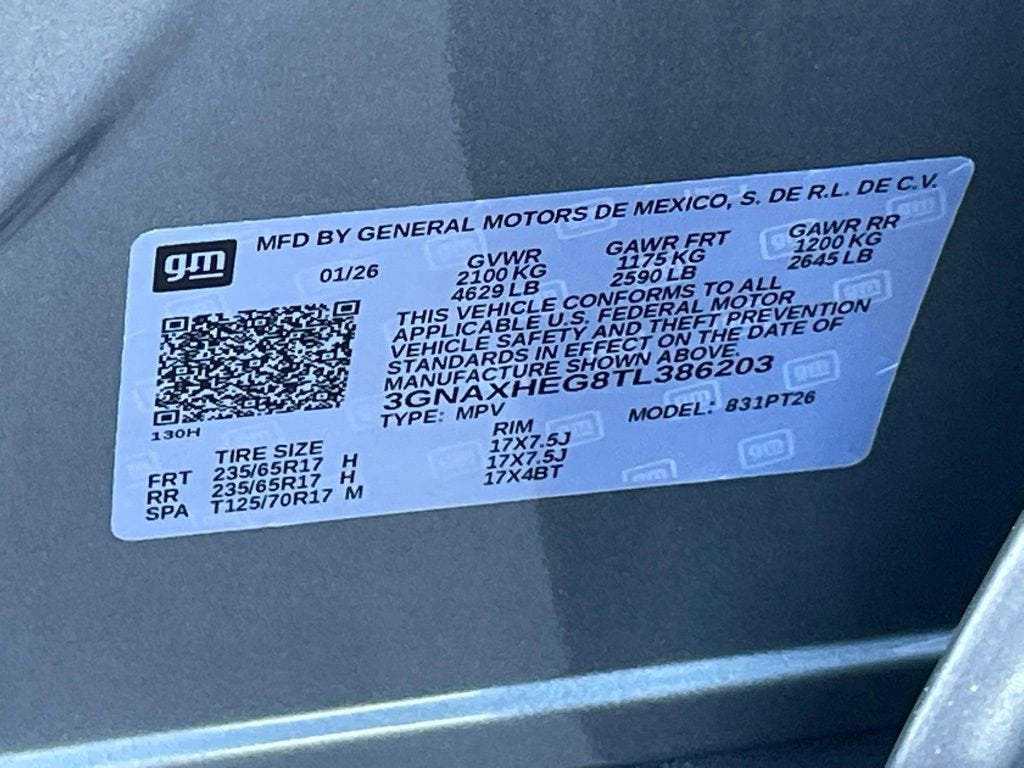 gm
MFD BY GENERAL MOTORS DE MEXICO, S. DE R.L. DE C.V.
01/26
GVWR GAWR FRT GAWR RR
2100 KG 1175 KG 1200 KG
4629 LB 2590 LB 2645 LB
THIS VEHICLE CONFORMS TO ALL
APPLICABLE U.S. FEDERAL MOTOR
VEHICLE SAFETY AND THEFT PREVENTION
STANDARDS IN EFFECT ON THE DATE OF
MANUFACTURE SHOWN ABOVE.
3GNAXHEG8TL386203
TYPE: MPV MODEL: 831PT26
130H
TIRE SIZE RIM
FRT 235/65R17 H 17X7.5J
RR 235/65R17 H 17X7.5J
SPA T125/70R17 M 17X4BT